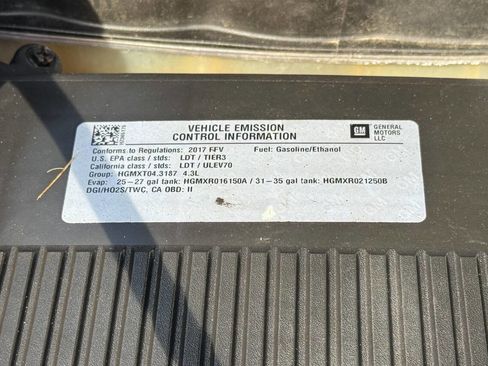 VEHICLE EMISSION
CONTROL INFORMATION
GM
GENERAL
MOTORS
LLC
Conforms to Regulations: 2017 FFV Fuel: Gasoline/Ethanol
U.S. EPA class / stds: LDT / TIER3
California class / stds: LDT / ULEV70
Group: HGMXT04.3187 4.3L
Evap: 25-27 gal tank: HGMXR016150A / 31-35 gal tank: HGMXR021250B
DGI/HO2S/TWC, CA OBD: II